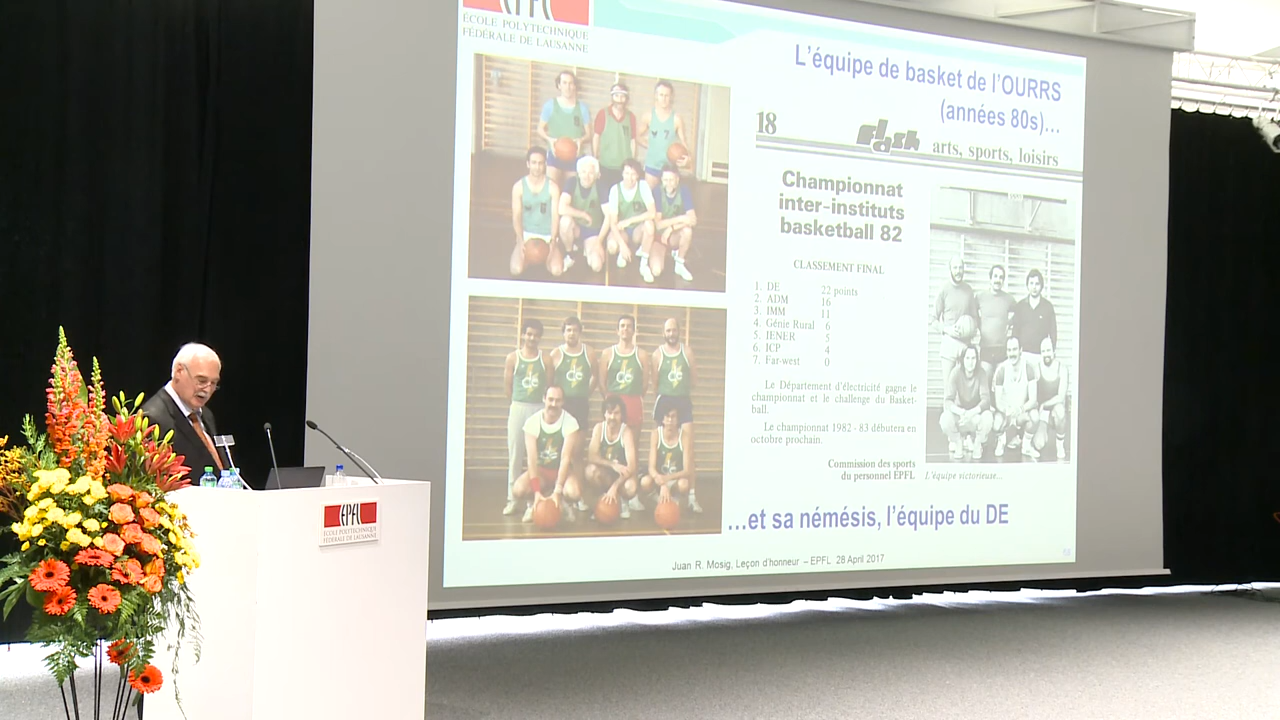 EPFL
ÉCOLE POLYTECHNIQUE
FÉDÉRALE DE LAUSANNE
L'équipe de basket de l'OURRS
(années 80s)...
18
flash
arts, sports, loisirs
Championnat
inter-instituts
basketball 82
CLASSEMENT FINAL
1. DE 22 points
2. ADM 16
3. IMM 11
4. Génie Rural 6
5. IENER 5
6. ICP 4
7. Far-west 0
Le Département d'électricité gagne le
championnat et le challenge du Basket-
ball.
Le championnat 1982 - 83 débutera en
octobre prochain.
Commission des sports
du personnel EPFL
L'équipe victorieuse...
...et sa némésis, l'équipe du DE
Juan R. Mosig, Leçon d'honneur – EPFL 28 April 2017
EPFL
ÉCOLE POLYTECHNIQUE
FÉDÉRALE DE LAUSANNE